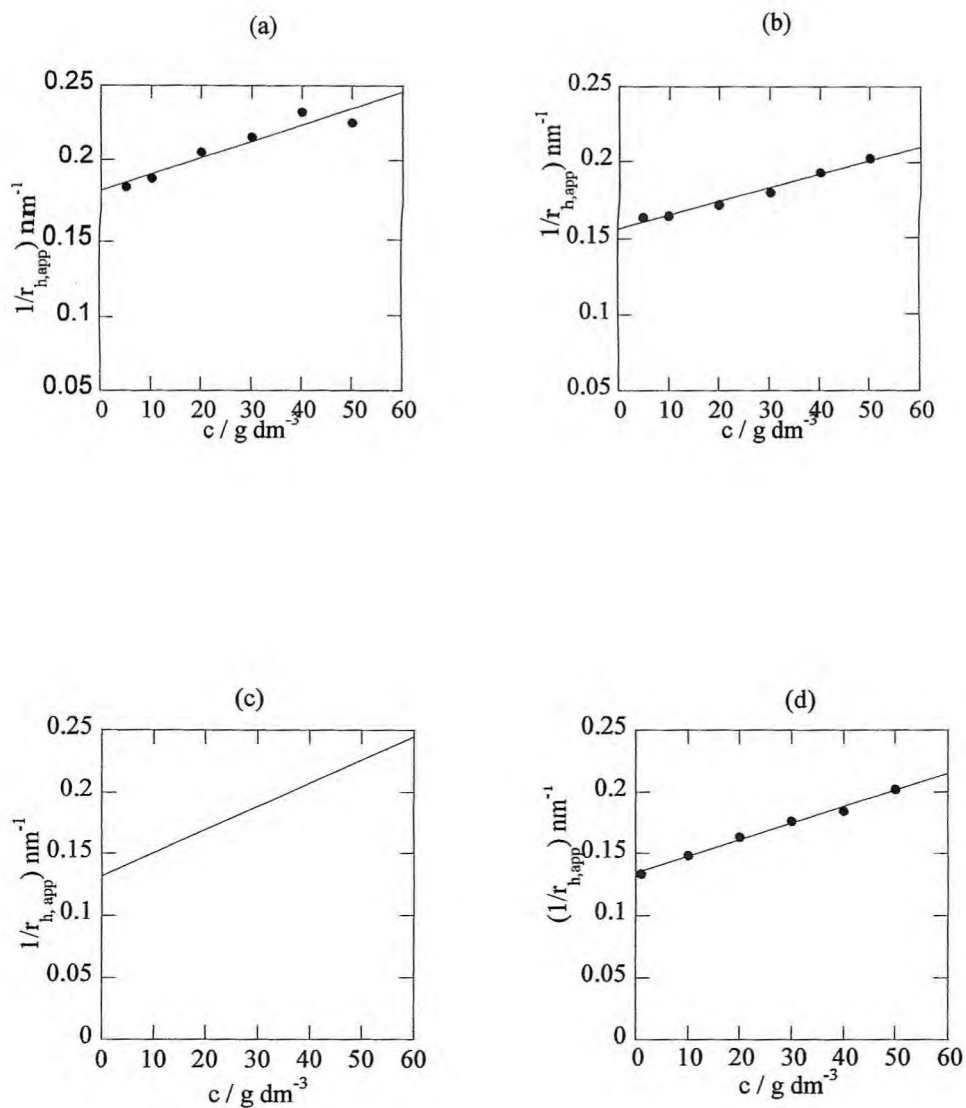 (a)
0.25
0.2
0.15
0.1
0.05
1/r_{h,app}) nm^{-1}
0 10 20 30 40 50 60
c / g dm^{-3}
(b)
0.25
0.2
0.15
0.1
0.05
1/r_{h,app}) nm^{-1}
0 10 20 30 40 50 60
c / g dm^{-3}
(c)
0.25
0.2
0.15
0.1
0.05
0
1/r_{h, app}) nm^{-1}
0 10 20 30 40 50 60
c / g dm^{-3}
(d)
0.25
0.2
0.15
0.1
0.05
0
(1/r_{h,app}) nm^{-1}
0 10 20 30 40 50 60
c / g dm^{-3}